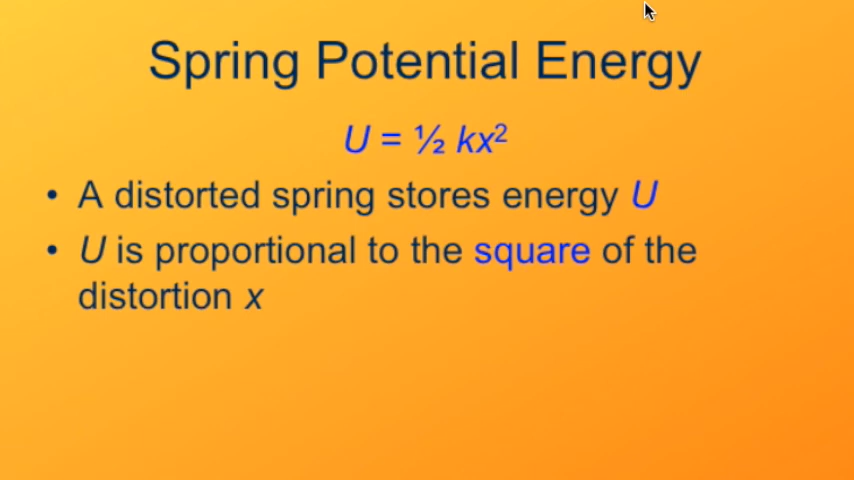 Spring Potential Energy
U = ½ kx²
• A distorted spring stores energy U
• U is proportional to the square of the
distortion x